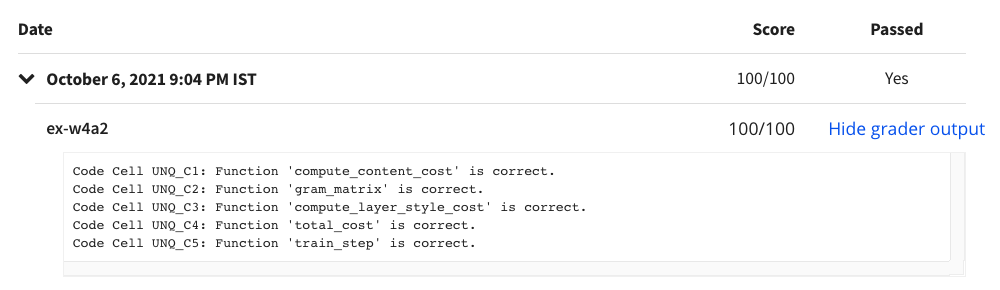 Date Score Passed
October 6, 2021 9:04 PM IST 100/100 Yes
ex-w4a2 100/100 Hide grader output
Code Cell UNQ_C1: Function 'compute_content_cost' is correct.
Code Cell UNQ_C2: Function 'gram_matrix' is correct.
Code Cell UNQ_C3: Function 'compute_layer_style_cost' is correct.
Code Cell UNQ_C4: Function 'total_cost' is correct.
Code Cell UNQ_C5: Function 'train_step' is correct.